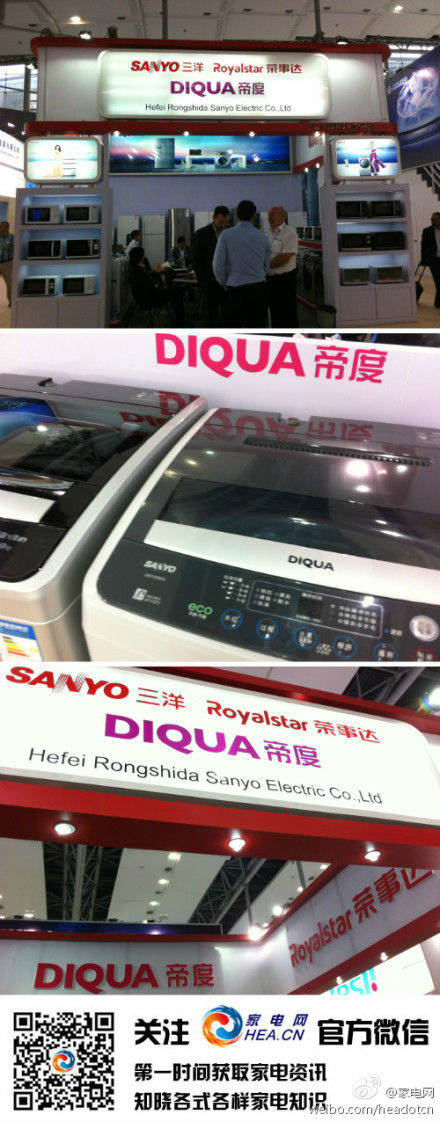 SANYO 三洋 Royalstar 荣事达
DIQUA 帝度
Hefei Rongshida Sanyo Electric Co.,Ltd
DIQUA 帝度
DIQUA
SANYO
eco
SANYO 三洋 Royalstar 荣事达
DIQUA 帝度
Hefei Rongshida Sanyo Electric Co.,Ltd
DIQUA 帝度
Royalstar 荣事达
关注 家电网 HEA.CN 官方微信
第一时间获取家电资讯
知晓各式各样家电知识
@家电网
weibo.com/headotcn